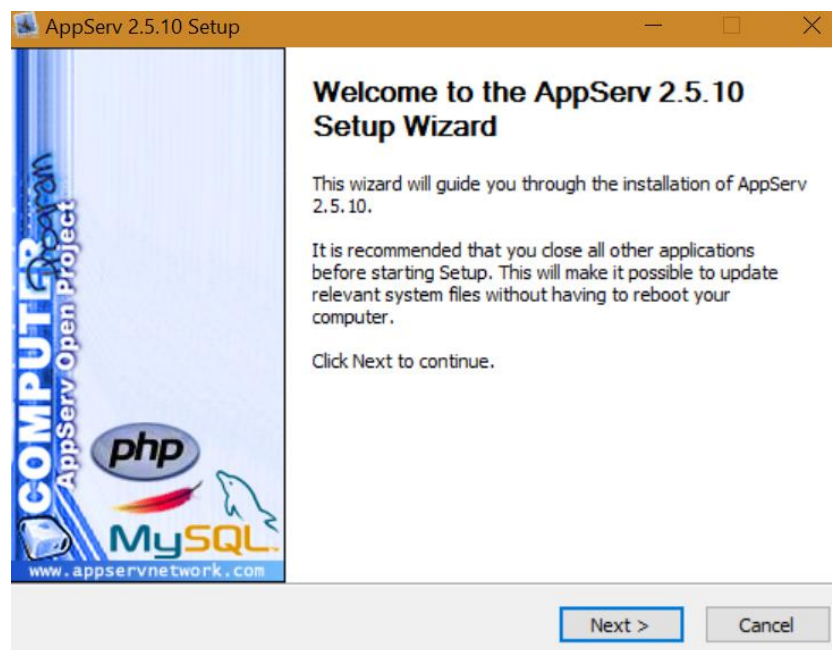 AppServ 2.5.10 Setup
COMPUTER
Program
AppServ Open Project
php
MySQL
www.appservnetwork.com
Welcome to the AppServ 2.5.10
Setup Wizard
This wizard will guide you through the installation of AppServ
2.5.10.
It is recommended that you close all other applications
before starting Setup. This will make it possible to update
relevant system files without having to reboot your
computer.
Click Next to continue.
Next >
Cancel